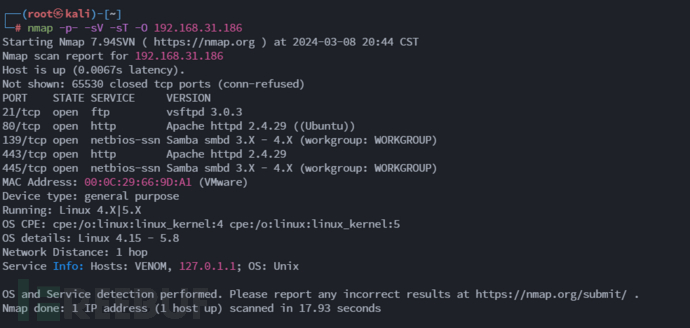 ┌──(root㉿kali)-[~]
└─# nmap -p- -sV -sT -O 192.168.31.186
Starting Nmap 7.94SVN ( https://nmap.org ) at 2024-03-08 20:44 CST
Nmap scan report for 192.168.31.186
Host is up (0.0067s latency).
Not shown: 65530 closed tcp ports (conn-refused)
PORT    STATE SERVICE     VERSION
21/tcp  open  ftp         vsftpd 3.0.3
80/tcp  open  http        Apache httpd 2.4.29 ((Ubuntu))
139/tcp open  netbios-ssn Samba smbd 3.X - 4.X (workgroup: WORKGROUP)
443/tcp open  http        Apache httpd 2.4.29
445/tcp open  netbios-ssn Samba smbd 3.X - 4.X (workgroup: WORKGROUP)
MAC Address: 00:0C:29:66:9D:A1 (VMware)
Device type: general purpose
Running: Linux 4.X|5.X
OS CPE: cpe:/o:linux:linux_kernel:4 cpe:/o:linux:linux_kernel:5
OS details: Linux 4.15 - 5.8
Network Distance: 1 hop
Service Info: Hosts: VENOM, 127.0.1.1; OS: Unix
OS and Service detection performed. Please report any incorrect results at https://nmap.org/submit/ .
Nmap done: 1 IP address (1 host up) scanned in 17.93 seconds